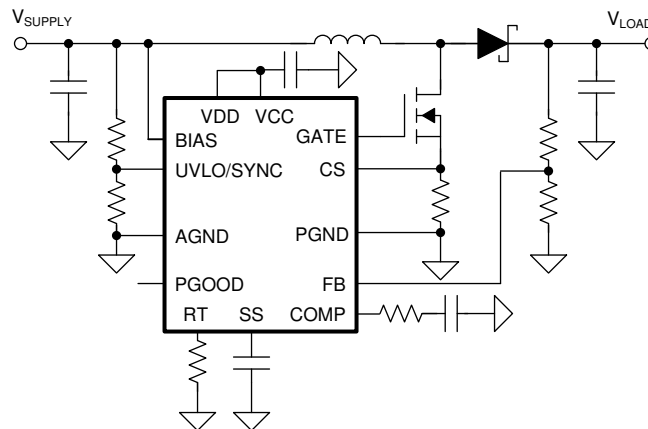 VSUPPLY
VLOAD
VDD
VCC
BIAS
GATE
UVLO/SYNC
CS
AGND
PGND
PGOOD
FB
RT
SS
COMP